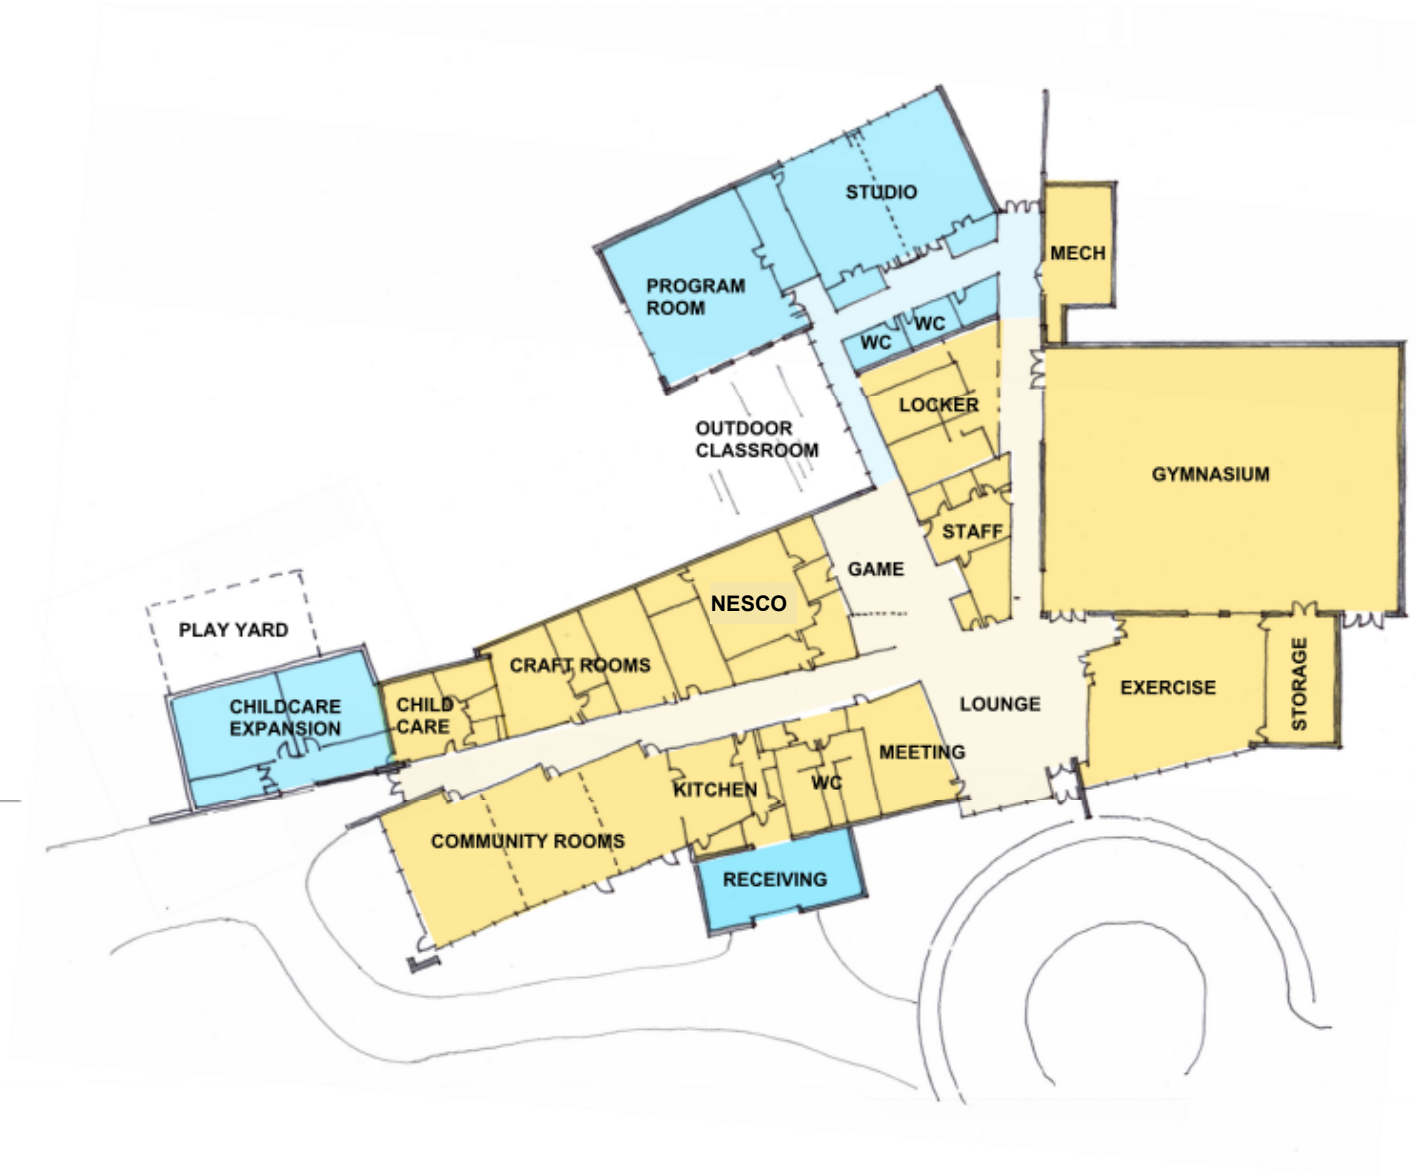 STUDIO
MECH
PROGRAM
ROOM
WC
WC
LOCKER
OUTDOOR
CLASSROOM
GYMNASIUM
STAFF
GAME
NESCO
PLAY YARD
CRAFT ROOMS
CHILDCARE
EXPANSION
CHILD
CARE
LOUNGE
EXERCISE
STORAGE
MEETING
KITCHEN
WC
COMMUNITY ROOMS
RECEIVING